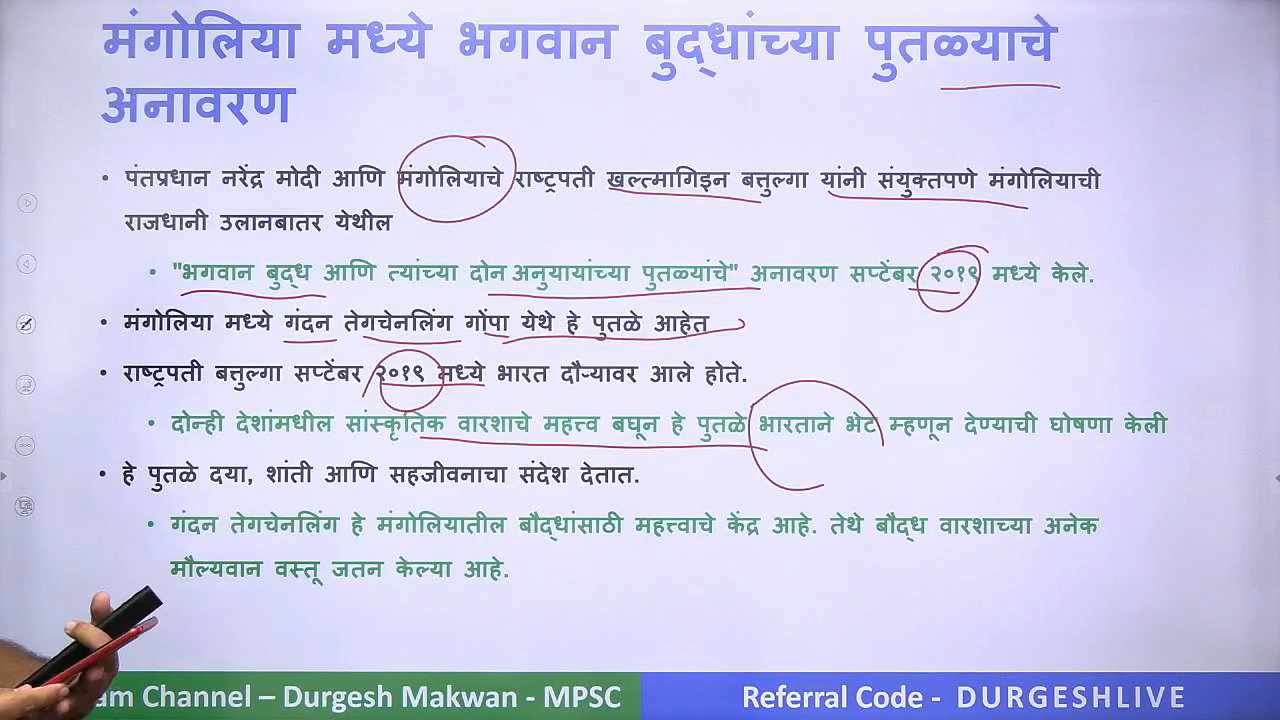 मंगोलिया मध्ये भगवान बुद्धांच्या पुतळ्याचे
अनावरण
• पंतप्रधान नरेंद्र मोदी आणि मंगोलियाचे राष्ट्रपती खल्त्मागिइन बत्तुल्गा यांनी संयुक्तपणे मंगोलियाची
राजधानी उलानबातर येथील
• "भगवान बुद्ध आणि त्यांच्या दोन अनुयायांच्या पुतळ्यांचे" अनावरण सप्टेंबर २०१९ मध्ये केले.
• मंगोलिया मध्ये गंदन तेगचेनलिंग गोंपा येथे हे पुतळे आहेत
• राष्ट्रपती बत्तुल्गा सप्टेंबर २०१९ मध्ये भारत दौऱ्यावर आले होते.
• दोन्ही देशांमधील सांस्कृतिक वारशाचे महत्त्व बघून हे पुतळे भारताने भेट म्हणून देण्याची घोषणा केली
• हे पुतळे दया, शांती आणि सहजीवनाचा संदेश देतात.
• गंदन तेगचेनलिंग हे मंगोलियातील बौद्धांसाठी महत्त्वाचे केंद्र आहे. तेथे बौद्ध वारशाच्या अनेक
मौल्यवान वस्तू जतन केल्या आहे.
am Channel – Durgesh Makwan - MPSC
Referral Code - DURGESHLIVE